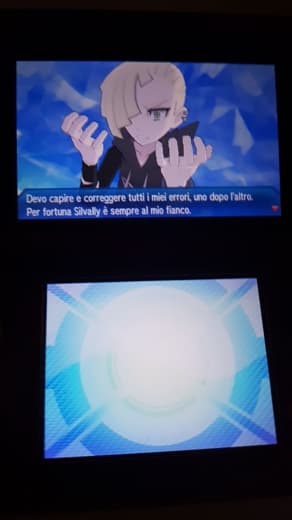 Devo capire e correggere tutti i miei errori, uno dopo l'altro.
Per fortuna Silvally è sempre al mio fianco.